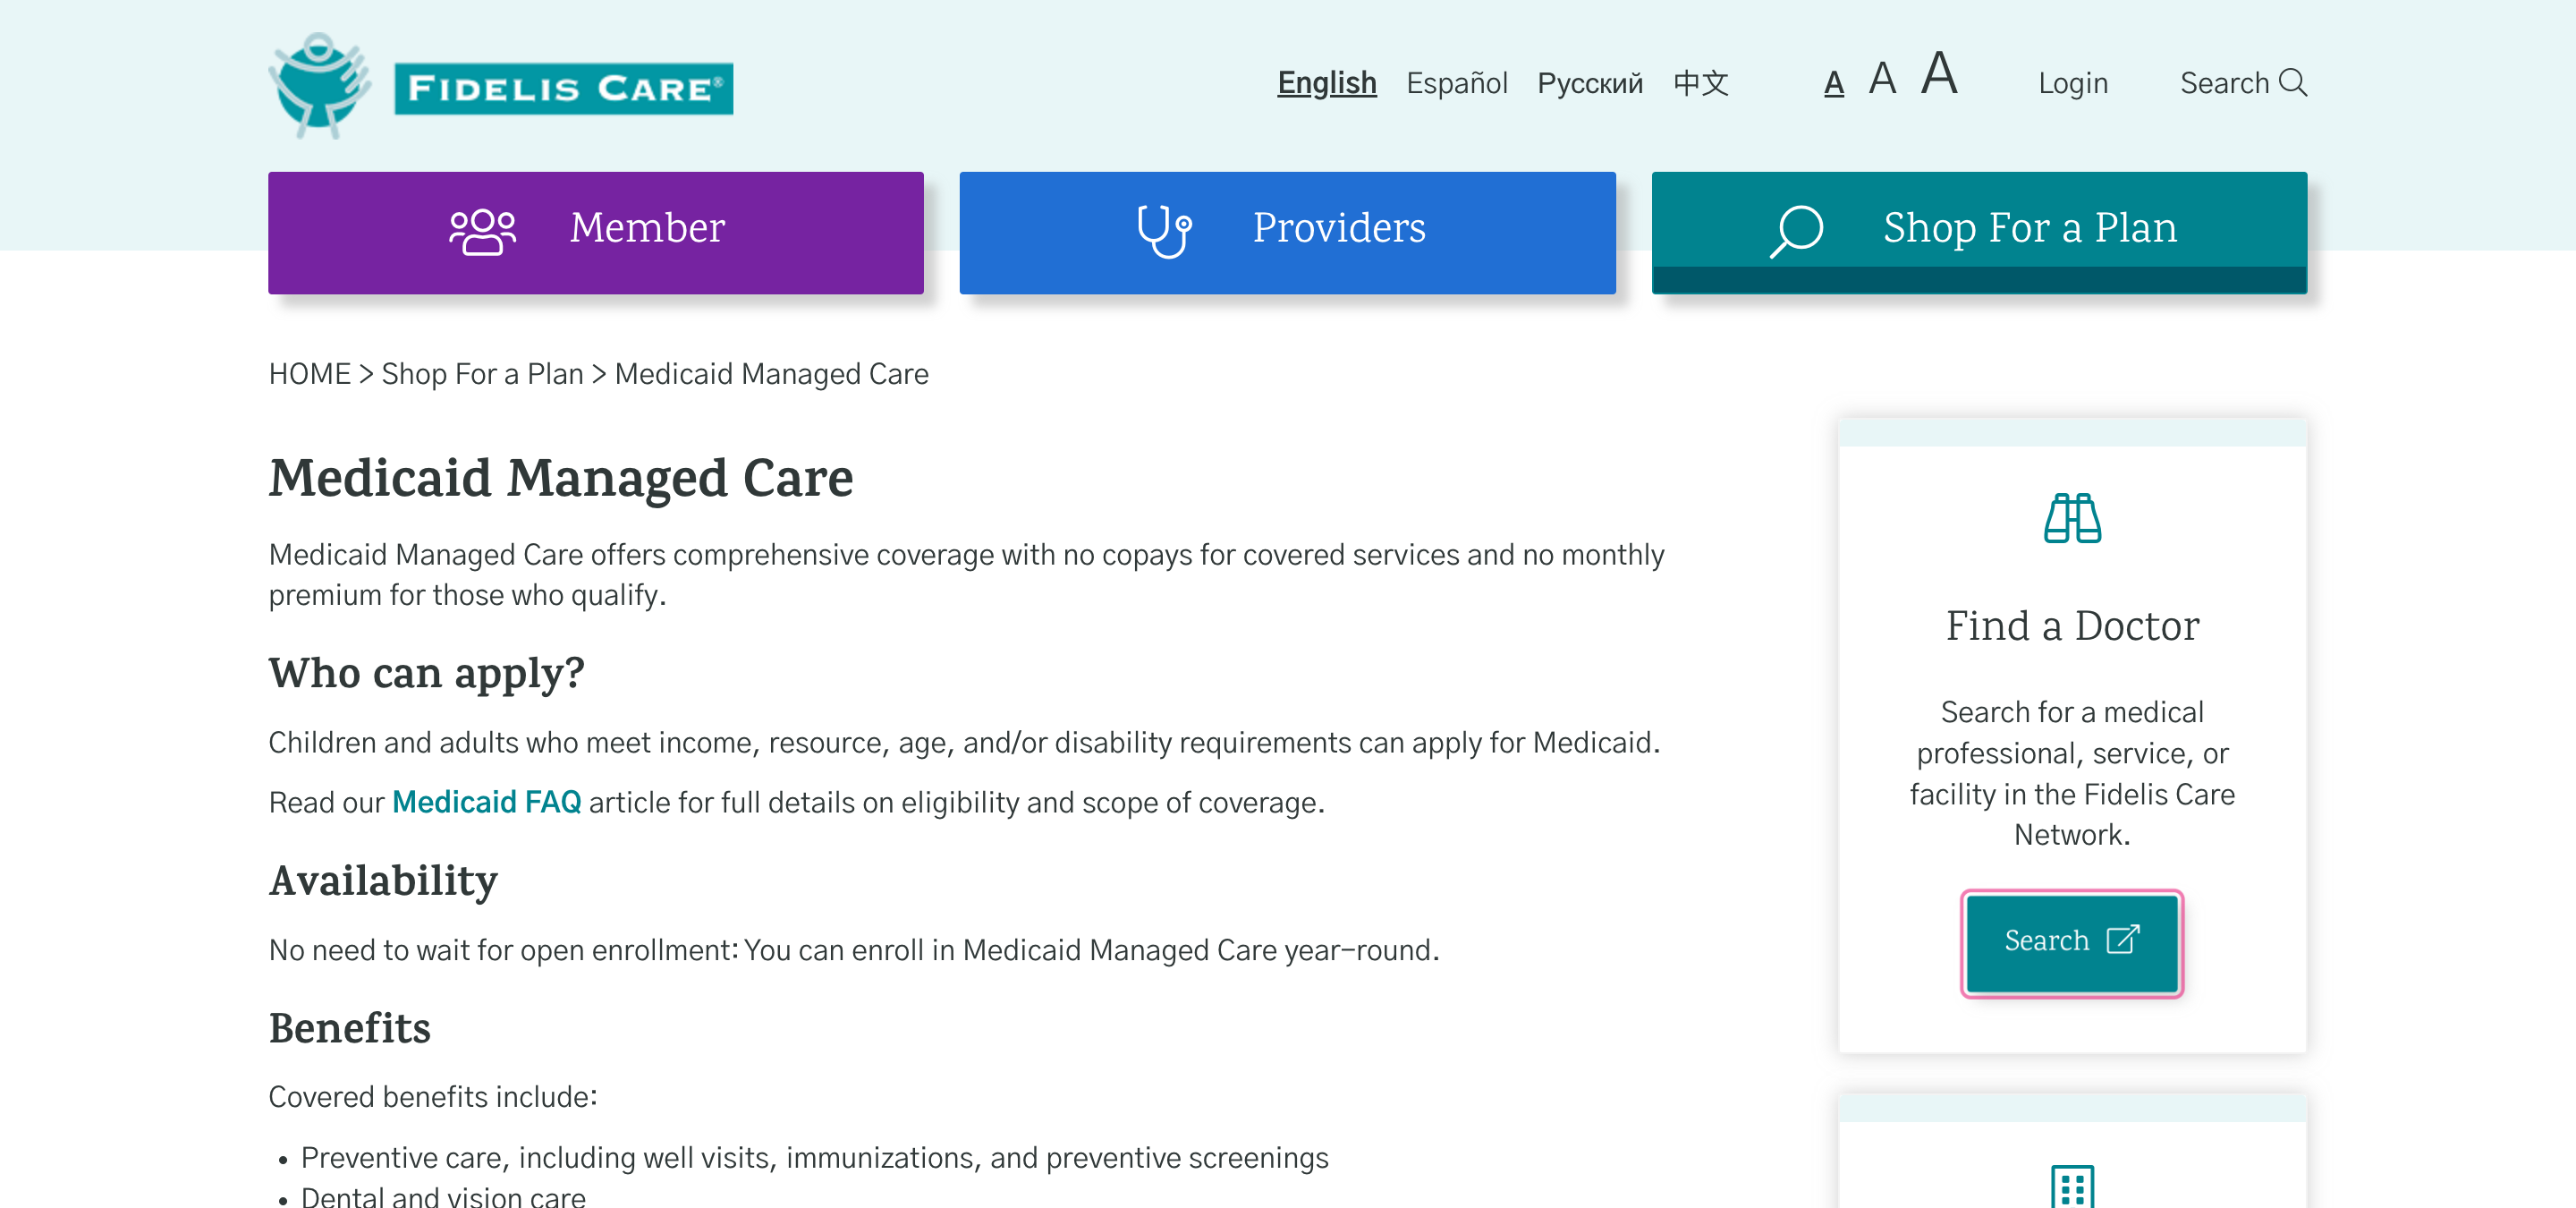 FIDELIS CARE®
English Español Русский 中文 A A A Login Search
Member Providers Shop For a Plan
HOME > Shop For a Plan > Medicaid Managed Care
Medicaid Managed Care
Medicaid Managed Care offers comprehensive coverage with no copays for covered services and no monthly
premium for those who qualify.
Who can apply?
Children and adults who meet income, resource, age, and/or disability requirements can apply for Medicaid.
Read our Medicaid FAQ article for full details on eligibility and scope of coverage.
Availability
No need to wait for open enrollment: You can enroll in Medicaid Managed Care year-round.
Benefits
Covered benefits include:
• Preventive care, including well visits, immunizations, and preventive screenings
• Dental and vision care
Find a Doctor
Search for a medical
professional, service, or
facility in the Fidelis Care
Network.
Search